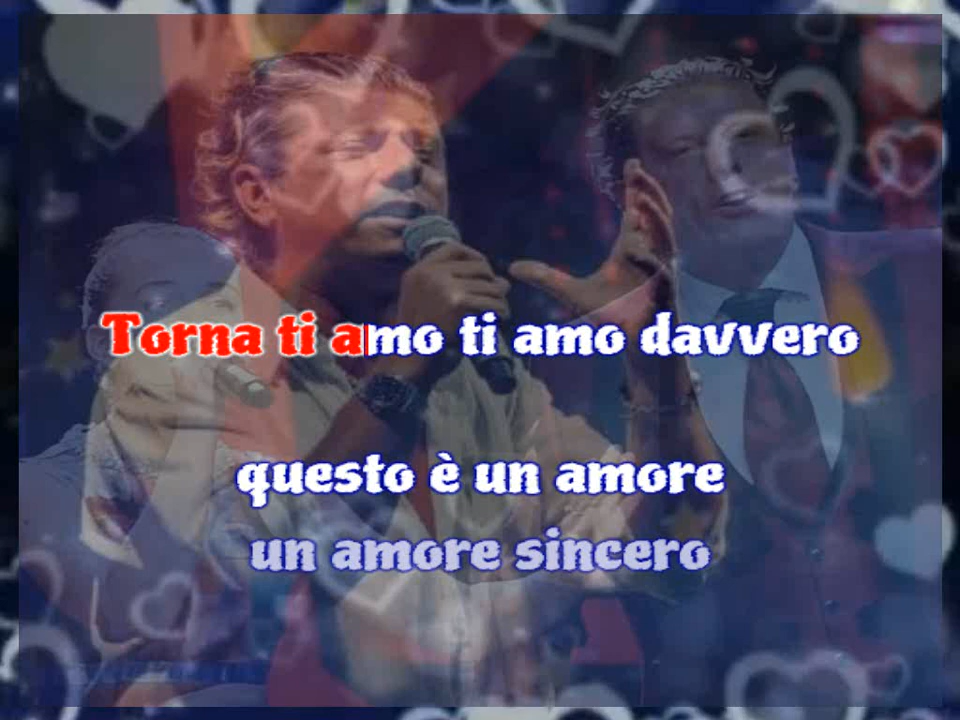 Torna ti amo ti amo davvero
questo è un amore
un amore sincero